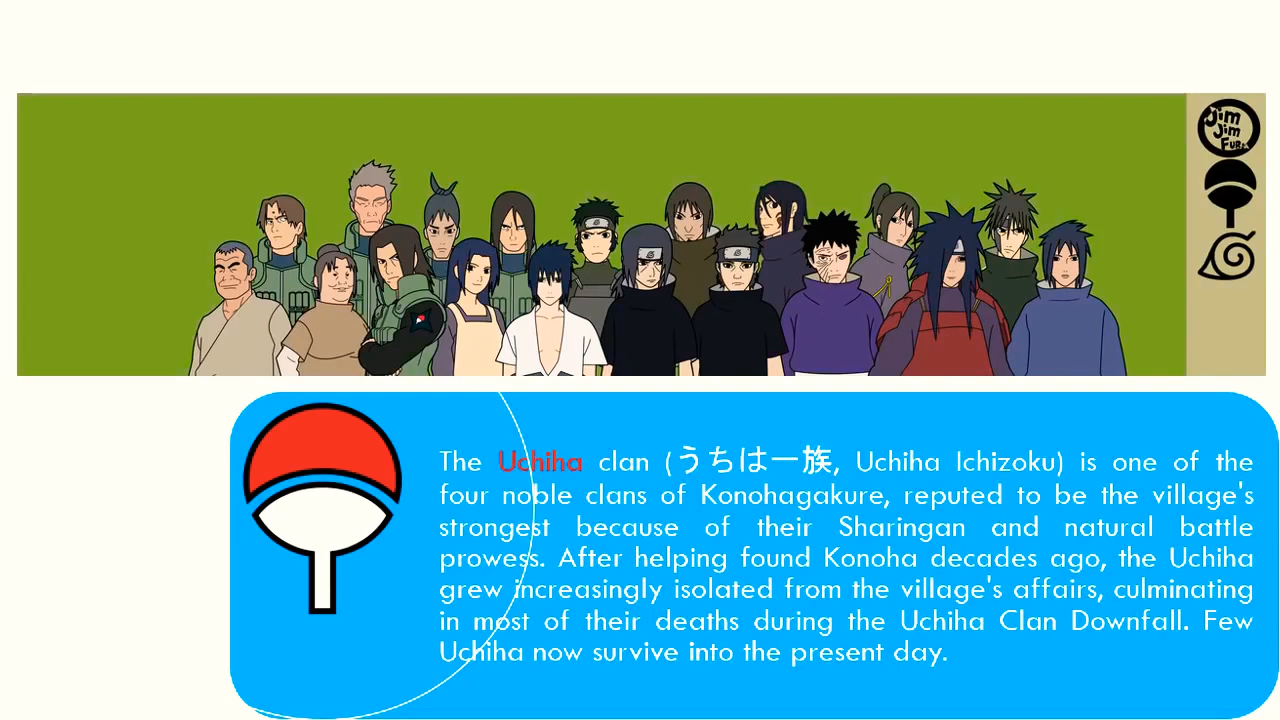 Jim
Jim
FURt
The Uchiha clan (うちは一族, Uchiha Ichizoku) is one of the
four noble clans of Konohagakure, reputed to be the village's
strongest because of their Sharingan and natural battle
prowess. After helping found Konoha decades ago, the Uchiha
grew increasingly isolated from the village's affairs, culminating
in most of their deaths during the Uchiha Clan Downfall. Few
Uchiha now survive into the present day.